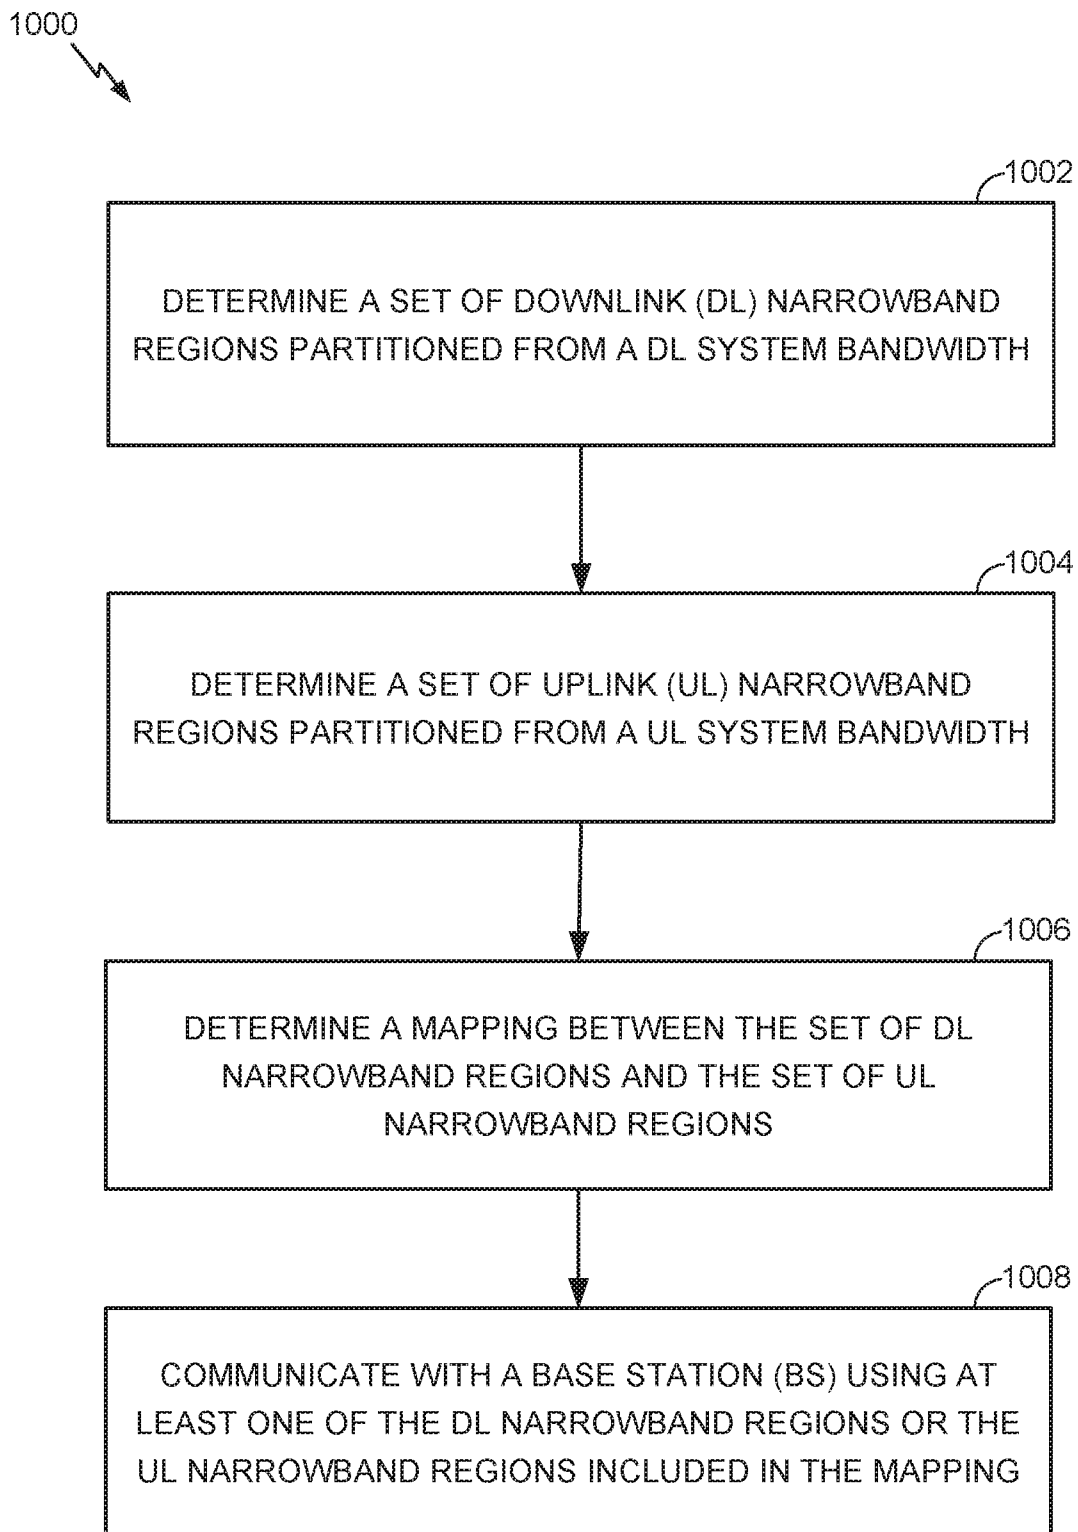 1000
1002
DETERMINE A SET OF DOWNLINK (DL) NARROWBAND
REGIONS PARTITIONED FROM A DL SYSTEM BANDWIDTH
1004
DETERMINE A SET OF UPLINK (UL) NARROWBAND
REGIONS PARTITIONED FROM A UL SYSTEM BANDWIDTH
1006
DETERMINE A MAPPING BETWEEN THE SET OF DL
NARROWBAND REGIONS AND THE SET OF UL
NARROWBAND REGIONS
1008
COMMUNICATE WITH A BASE STATION (BS) USING AT
LEAST ONE OF THE DL NARROWBAND REGIONS OR THE
UL NARROWBAND REGIONS INCLUDED IN THE MAPPING